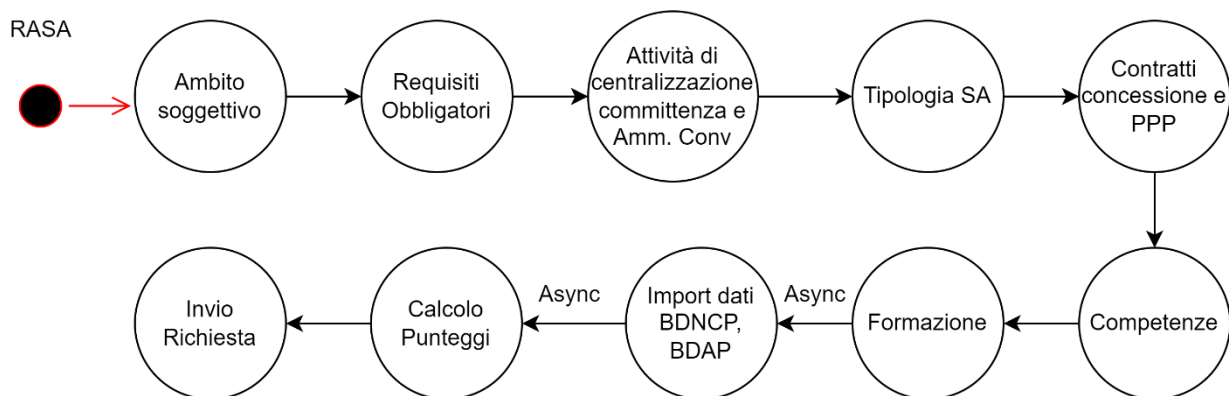 RASA
Ambito
soggettivo
Requisiti
Obbligatori
Attività di
centralizzazione
committenza e
Amm. Conv
Tipologia SA
Contratti
concessione e
PPP
Invio
Richiesta
Calcolo
Punteggi
Async
Import dati
BDNCP,
BDAP
Async
Formazione
Competenze